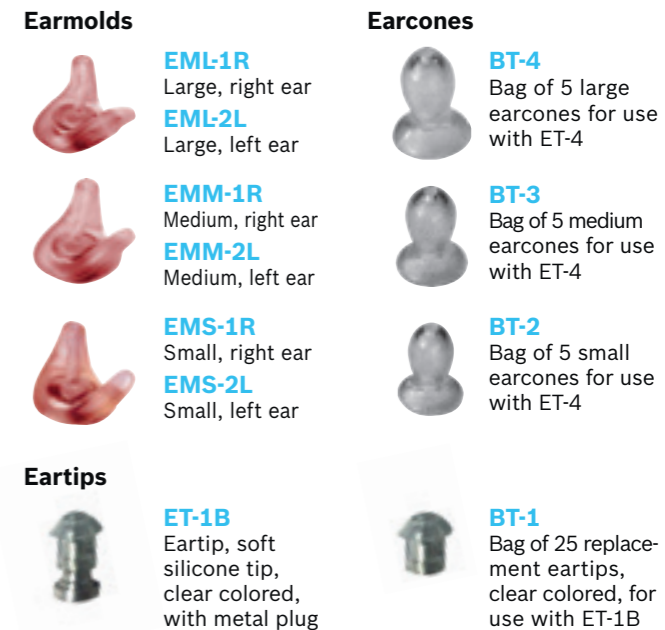 Earmolds
EML-1R
Large, right ear
EML-2L
Large, left ear
EMM-1R
Medium, right ear
EMM-2L
Medium, left ear
EMS-1R
Small, right ear
EMS-2L
Small, left ear
Earcones
BT-4
Bag of 5 large
earcones for use
with ET-4
BT-3
Bag of 5 medium
earcones for use
with ET-4
BT-2
Bag of 5 small
earcones for use
with ET-4
Eartips
ET-1B
Eartip, soft
silicone tip,
clear colored,
with metal plug
BT-1
Bag of 25 replace-
ment eartips,
clear colored, for
use with ET-1B